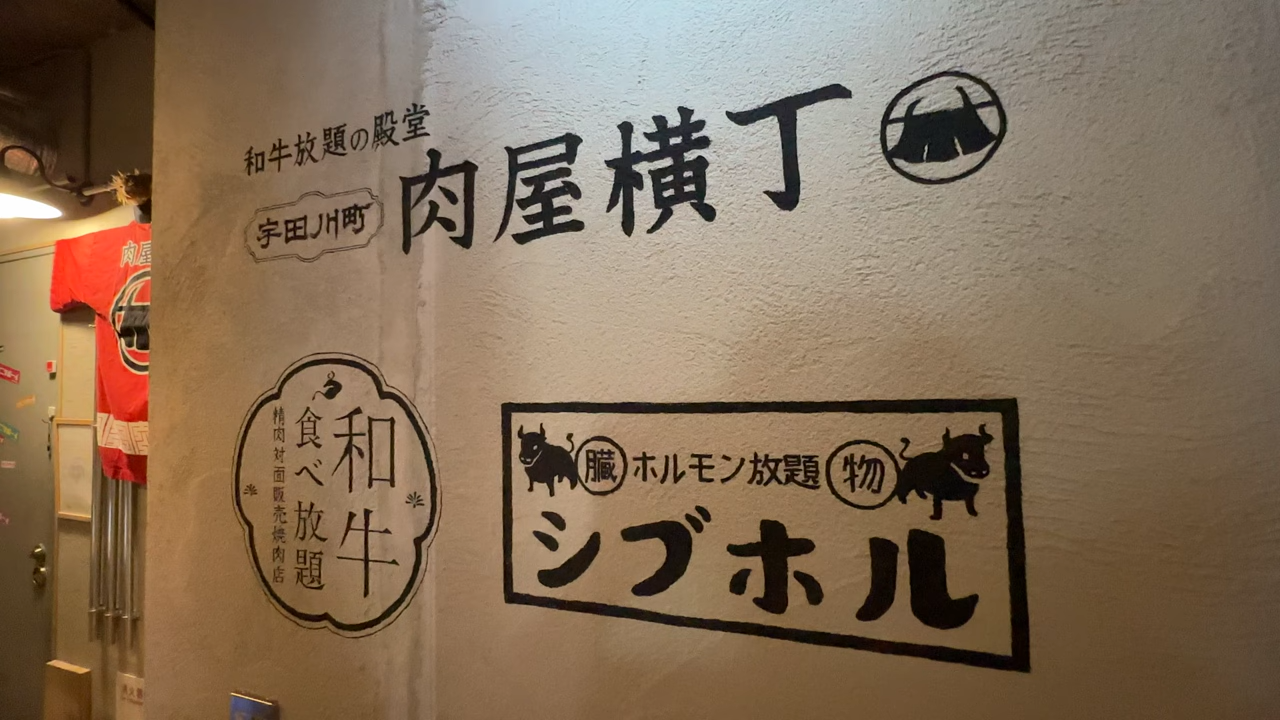 和牛放題の殿堂
宇田川町
肉屋横丁
和牛
食べ放題
精肉対面販売焼肉店
臓 ホルモン放題 物
シブホル
肉屋